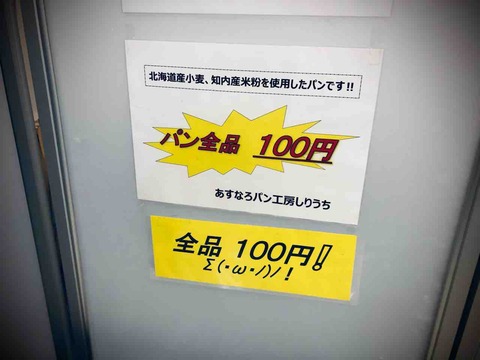 北海道産小麦、知内産米粉を使用したパンです!!
パン全品 100円
あすなろパン工房しりうち
全品 100円!
Σ(・ω・ノ)ノ!